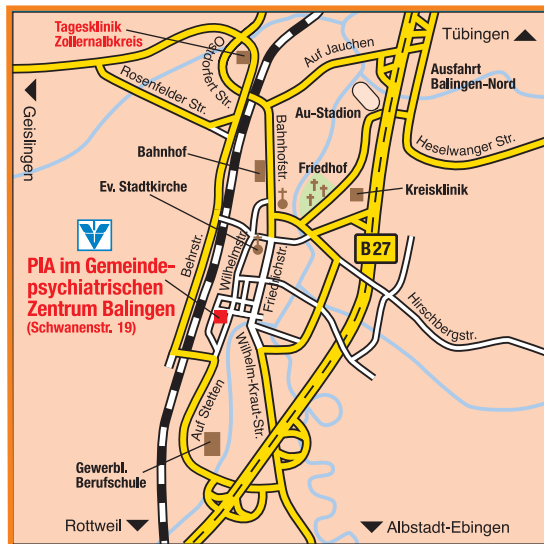 Tagesklinik
Zollernalbkreis
Tübingen
Ostdorfert Str.
Auf Jauchen
Ausfahrt
Balingen-Nord
Geislingen
Rosenfelder Str.
Au-Stadion
Heselwanger Str.
Bahnhofstr.
Bahnhof
Friedhof
Kreisklinik
Ev. Stadtkirche
Behrstr.
Wilhelmstr.
Friedrichstr.
B27
PIA im Gemeinde-
psychiatrischen
Zentrum Balingen
(Schwanenstr. 19)
Hirschbergstr.
Wilhelm-Kraut-Str.
Auf Stetten
Gewerbl.
Berufschule
Rottweil
Albstadt-Ebingen